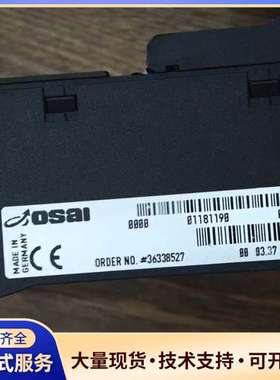 osai
MADE IN
GERMANY
CE
0000
01181190
ORDER NO. #36338527
00 03.37
齐全
式服务
大量现货·技术支持·可开